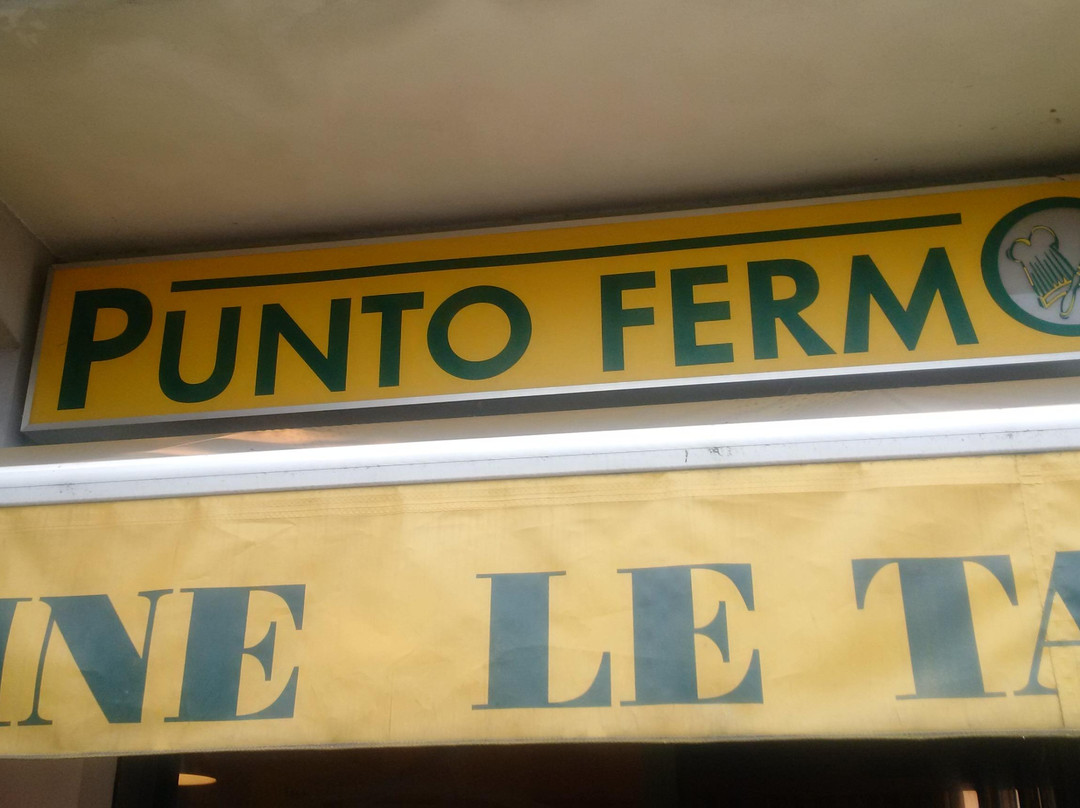 PUNTO FERMO
INE LE TA